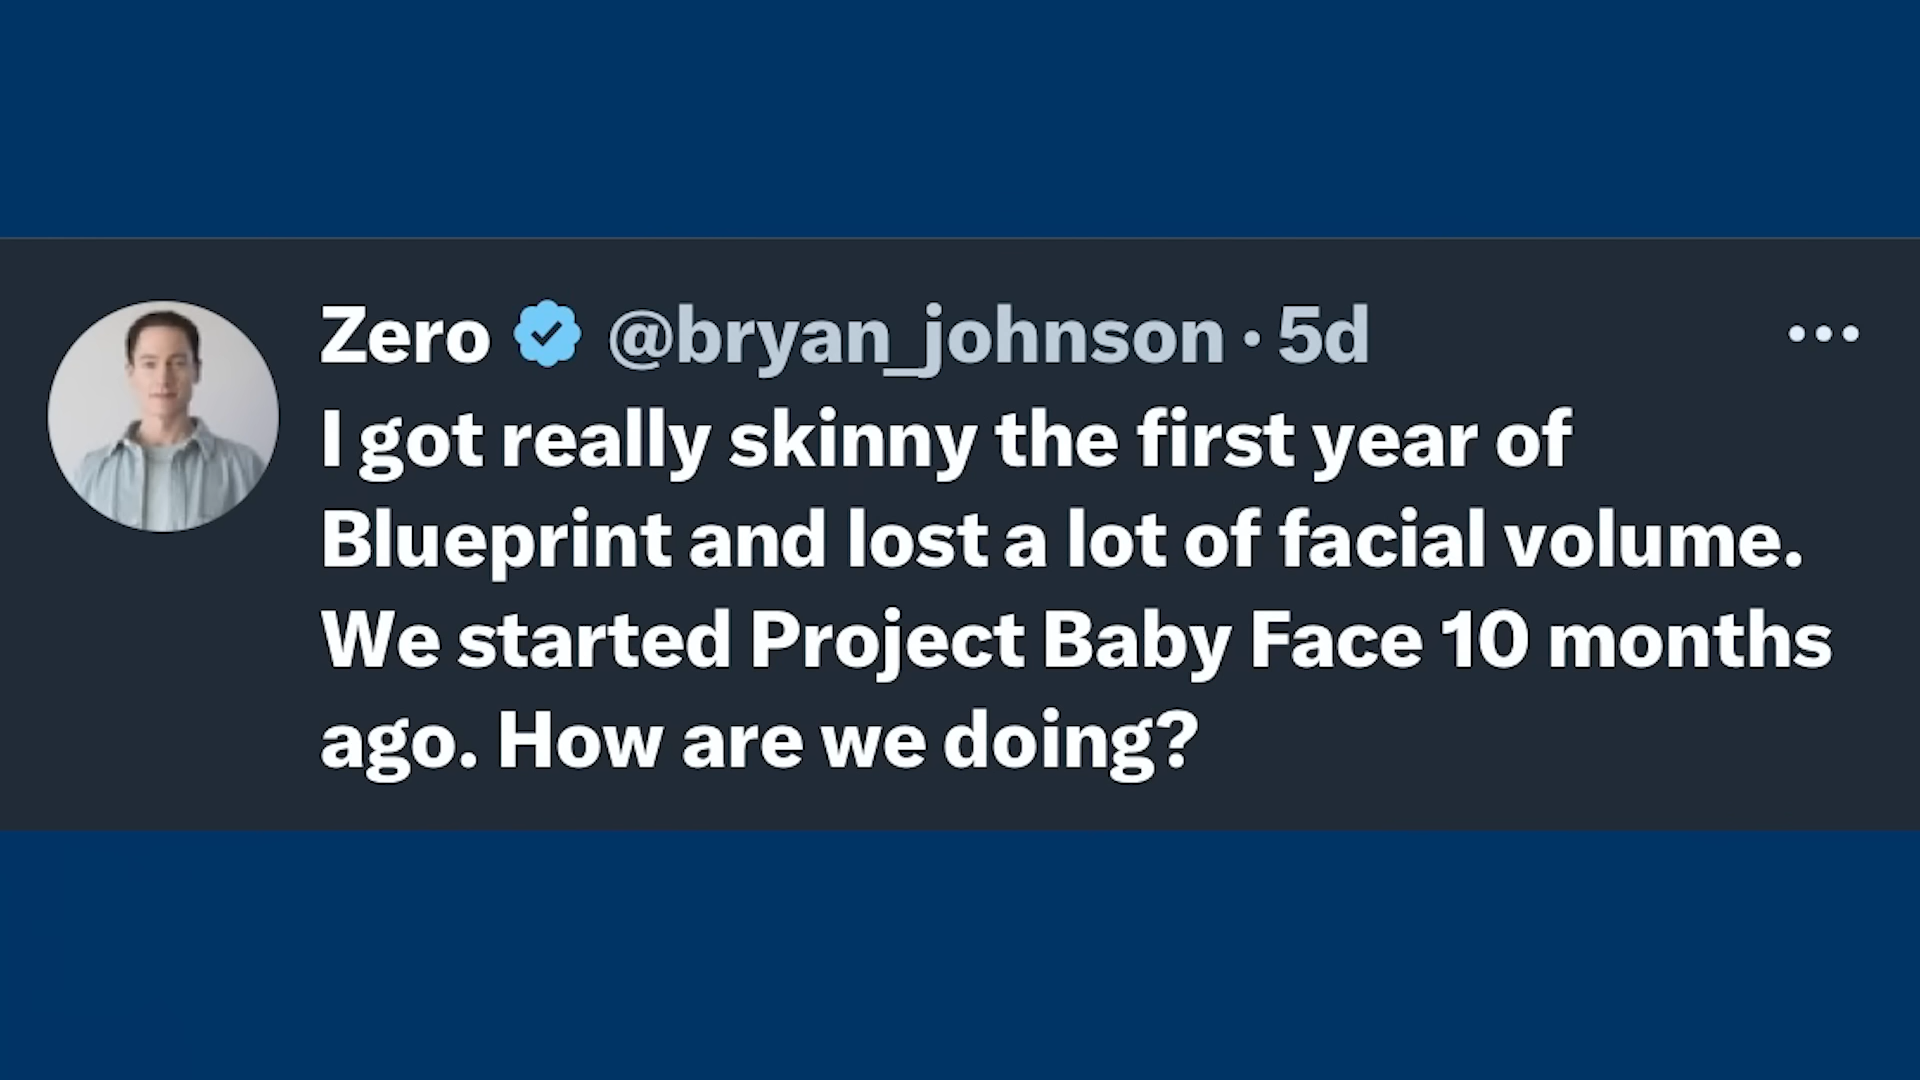 Zero @bryan_johnson · 5d
I got really skinny the first year of
Blueprint and lost a lot of facial volume.
We started Project Baby Face 10 months
ago. How are we doing?